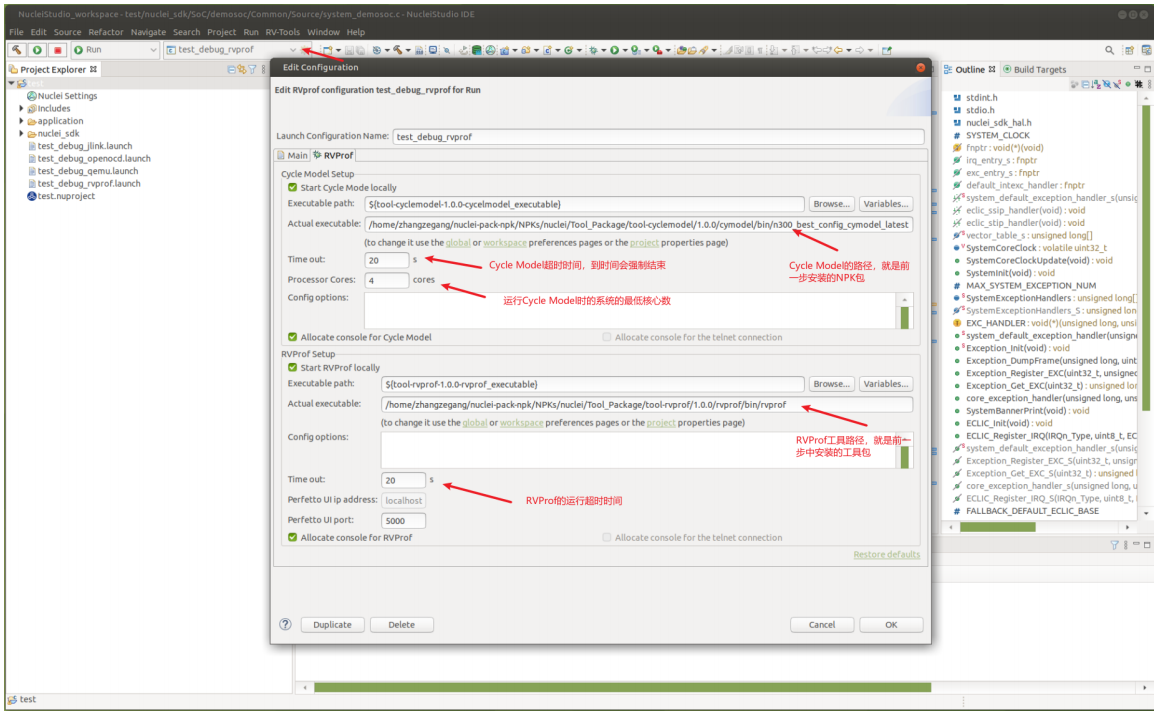 NucleiStudio_workspace - test/nuclei_sdk/SoC/demosoc/Common/Source/system_demosoc.c - NucleiStudio IDE
File Edit Source Refactor Navigate Search Project Run RV-Tools Window Help
Run
test_debug_rvprof
Project Explorer
test
Nuclei Settings
Includes
application
nuclei_sdk
test_debug_jlink.launch
test_debug_openocd.launch
test_debug_qemu.launch
test_debug_rvprof.launch
test.nuproject
Edit Configuration
Edit RVprof configuration test_debug_rvprof for Run
Launch Configuration Name: test_debug_rvprof
Main RVProf
Cycle Model Setup
Start Cycle Mode locally
Executable path: ${tool-cyclemodel-1.0.0-cycelmodel_executable} Browse... Variables...
Actual executable: /home/zhangzegang/nuclei-pack-npk/NPKs/nuclei/Tool_Package/tool-cyclemodel/1.0.0/cymodel/bin/n300_best_config_cymodel_latest
(to change it use the global or workspace preferences pages or the project properties page)
Time out: 20 s
Cycle Model超时时间，到时间会强制结束
Cycle Model的路径，就是前
一步安装的NPK包
Processor Cores: 4 cores
运行Cycle Model时的系统的最低核心数
Config options:
Allocate console for Cycle Model
Allocate console for the telnet connection
RVProf Setup
Start RVProf locally
Executable path: ${tool-rvprof-1.0.0-rvprof_executable} Browse... Variables...
Actual executable: /home/zhangzegang/nuclei-pack-npk/NPKs/nuclei/Tool_Package/tool-rvprof/1.0.0/rvprof/bin/rvprof
(to change it use the global or workspace preferences pages or the project properties page)
Config options:
RVProf工具路径，就是前一
步中安装的工具包
Time out: 20 s
RVProf的运行超时时间
Perfetto UI ip address: localhost
Perfetto UI port: 5000
Allocate console for RVProf
Allocate console for the telnet connection
Restore defaults
Duplicate Delete Cancel OK
Outline Build Targets
stdint.h
stdio.h
nuclei_sdk_hal.h
SYSTEM_CLOCK
fnptr : void(*)(void)
irq_entry_s : fnptr
exc_entry_s : fnptr
default_intexc_handler : fnptr
system_default_exception_handler_s(unsig
eclic_ssip_handler(void) : void
eclic_stip_handler(void) : void
vector_table_s : unsigned long[]
SystemCoreClock : volatile uint32_t
SystemCoreClockUpdate(void) : void
SystemInit(void) : void
MAX_SYSTEM_EXCEPTION_NUM
SystemExceptionHandlers : unsigned long[]
SystemExceptionHandlers_S : unsigned lon
EXC_HANDLER : void(*)(unsigned long, unsi
system_default_exception_handler(unsigne
Exception_Init(void) : void
Exception_DumpFrame(unsigned long, uint
Exception_Register_EXC(uint32_t, unsigned
Exception_Get_EXC(uint32_t) : unsigned lon
core_exception_handler(unsigned long, uns
SystemBannerPrint(void) : void
ECLIC_Init(void) : void
ECLIC_Register_IRQ(IRQn_Type, uint8_t, EC
system_default_exception_handler_s(unsig
Exception_Register_EXC_S(uint32_t, unsign
Exception_Get_EXC_S(uint32_t) : unsigned l
core_exception_handler_s(unsigned long, u
ECLIC_Register_IRQ_S(IRQn_Type, uint8_t, I
FALLBACK_DEFAULT_ECLIC_BASE
test